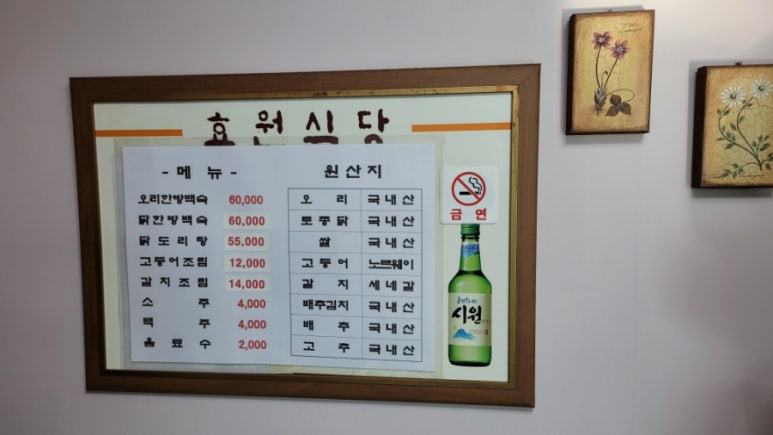 효원식당
- 메 뉴 -
오리한방백숙 60,000
닭한방백숙 60,000
닭도리탕 55,000
고등어조림 12,000
갈치조림 14,000
소 주 4,000
맥 주 4,000
음료수 2,000
원 산 지
오 리 국내산
토종닭 국내산
쌀 국내산
고등어 노르웨이
갈 치 세네갈
배추김치 국내산
배 추 국내산
고 추 국내산
금 연
시원